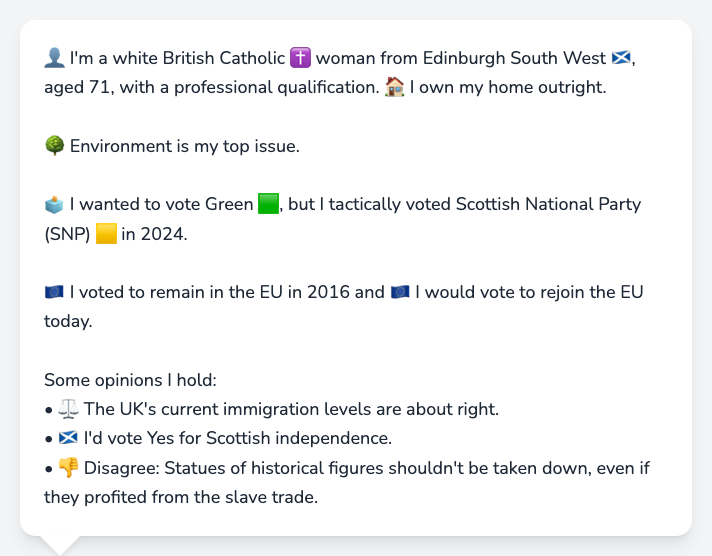 👤 I'm a white British Catholic ✝️ woman from Edinburgh South West 🏴󠁧󠁢󠁳󠁣󠁴󠁿,
aged 71, with a professional qualification. 🏠 I own my home outright.
🌳 Environment is my top issue.
🗳️ I wanted to vote Green 🟩, but I tactically voted Scottish National Party
(SNP) 🟨 in 2024.
🇪🇺 I voted to remain in the EU in 2016 and 🇪🇺 I would vote to rejoin the EU
today.
Some opinions I hold:
• ⚖️ The UK's current immigration levels are about right.
• 🏴󠁧󠁢󠁳󠁣󠁴󠁿 I'd vote Yes for Scottish independence.
• 👎 Disagree: Statues of historical figures shouldn't be taken down, even if
they profited from the slave trade.